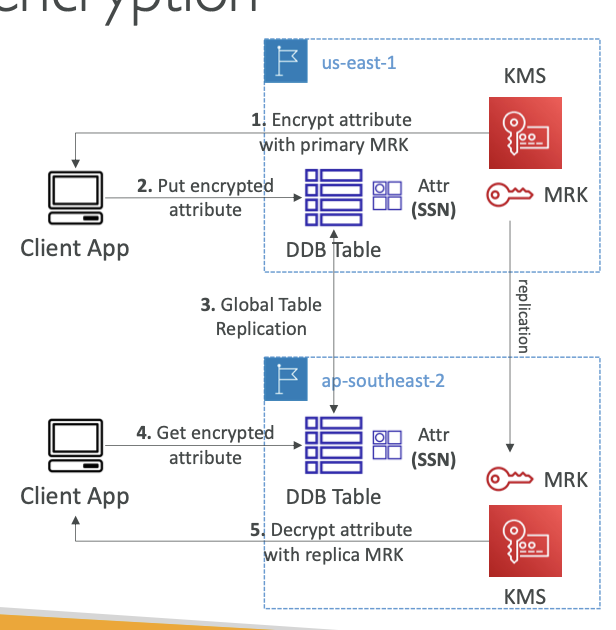 encryption
us-east-1
KMS
1. Encrypt attribute
with primary MRK
2. Put encrypted
attribute
Attr
(SSN)
MRK
Client App
DDB Table
3. Global Table
Replication
replication
ap-southeast-2
4. Get encrypted
attribute
Attr
(SSN)
MRK
Client App
DDB Table
5. Decrypt attribute
with replica MRK
KMS